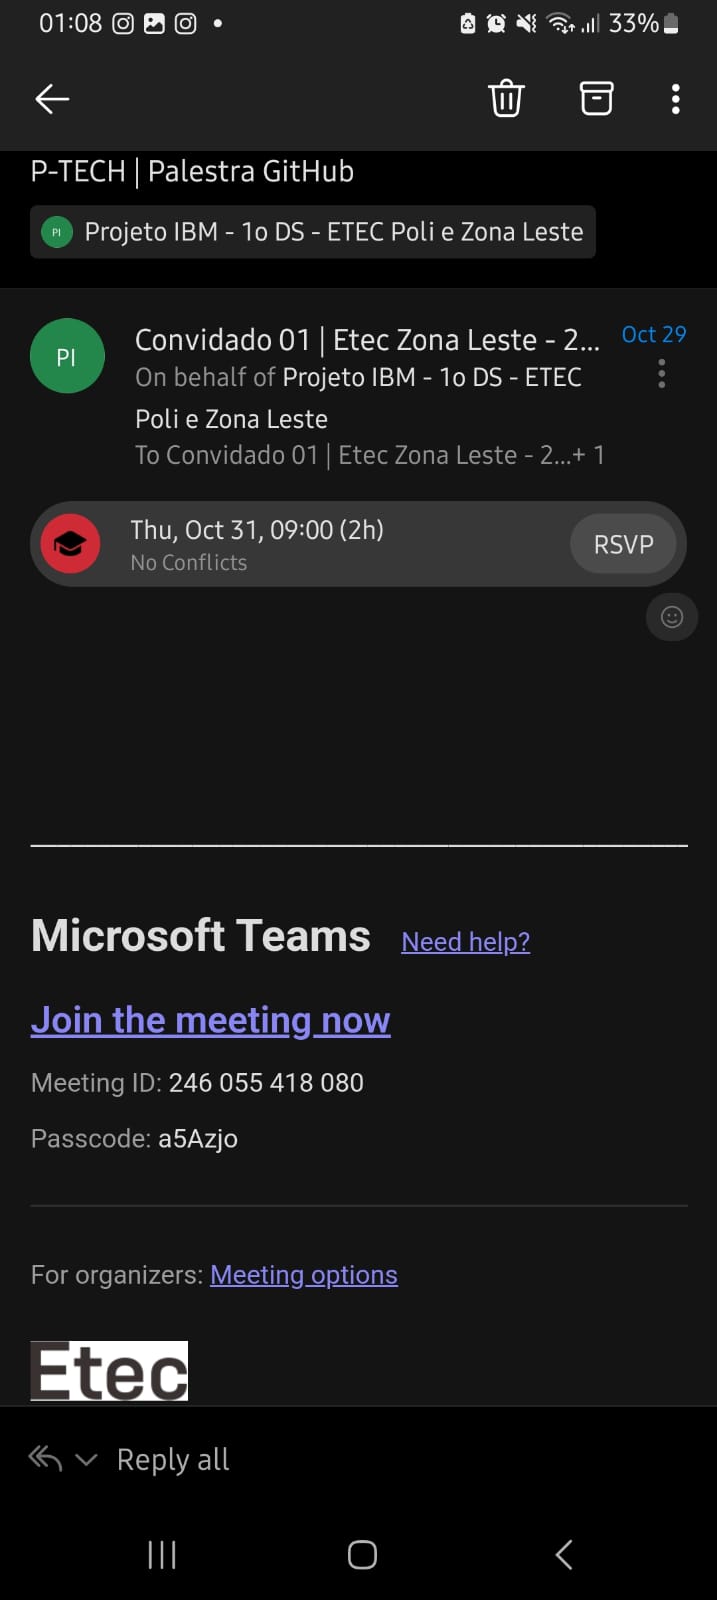 01:08 33%
P-TECH | Palestra GitHub
PI Projeto IBM - 1o DS - ETEC Poli e Zona Leste
PI
Convidado 01 | Etec Zona Leste - 2... Oct 29
On behalf of Projeto IBM - 1o DS - ETEC
Poli e Zona Leste
To Convidado 01 | Etec Zona Leste - 2...+ 1
Thu, Oct 31, 09:00 (2h)
No Conflicts
RSVP
Microsoft Teams Need help?
Join the meeting now
Meeting ID: 246 055 418 080
Passcode: a5Azjo
For organizers: Meeting options
Etec
Reply all